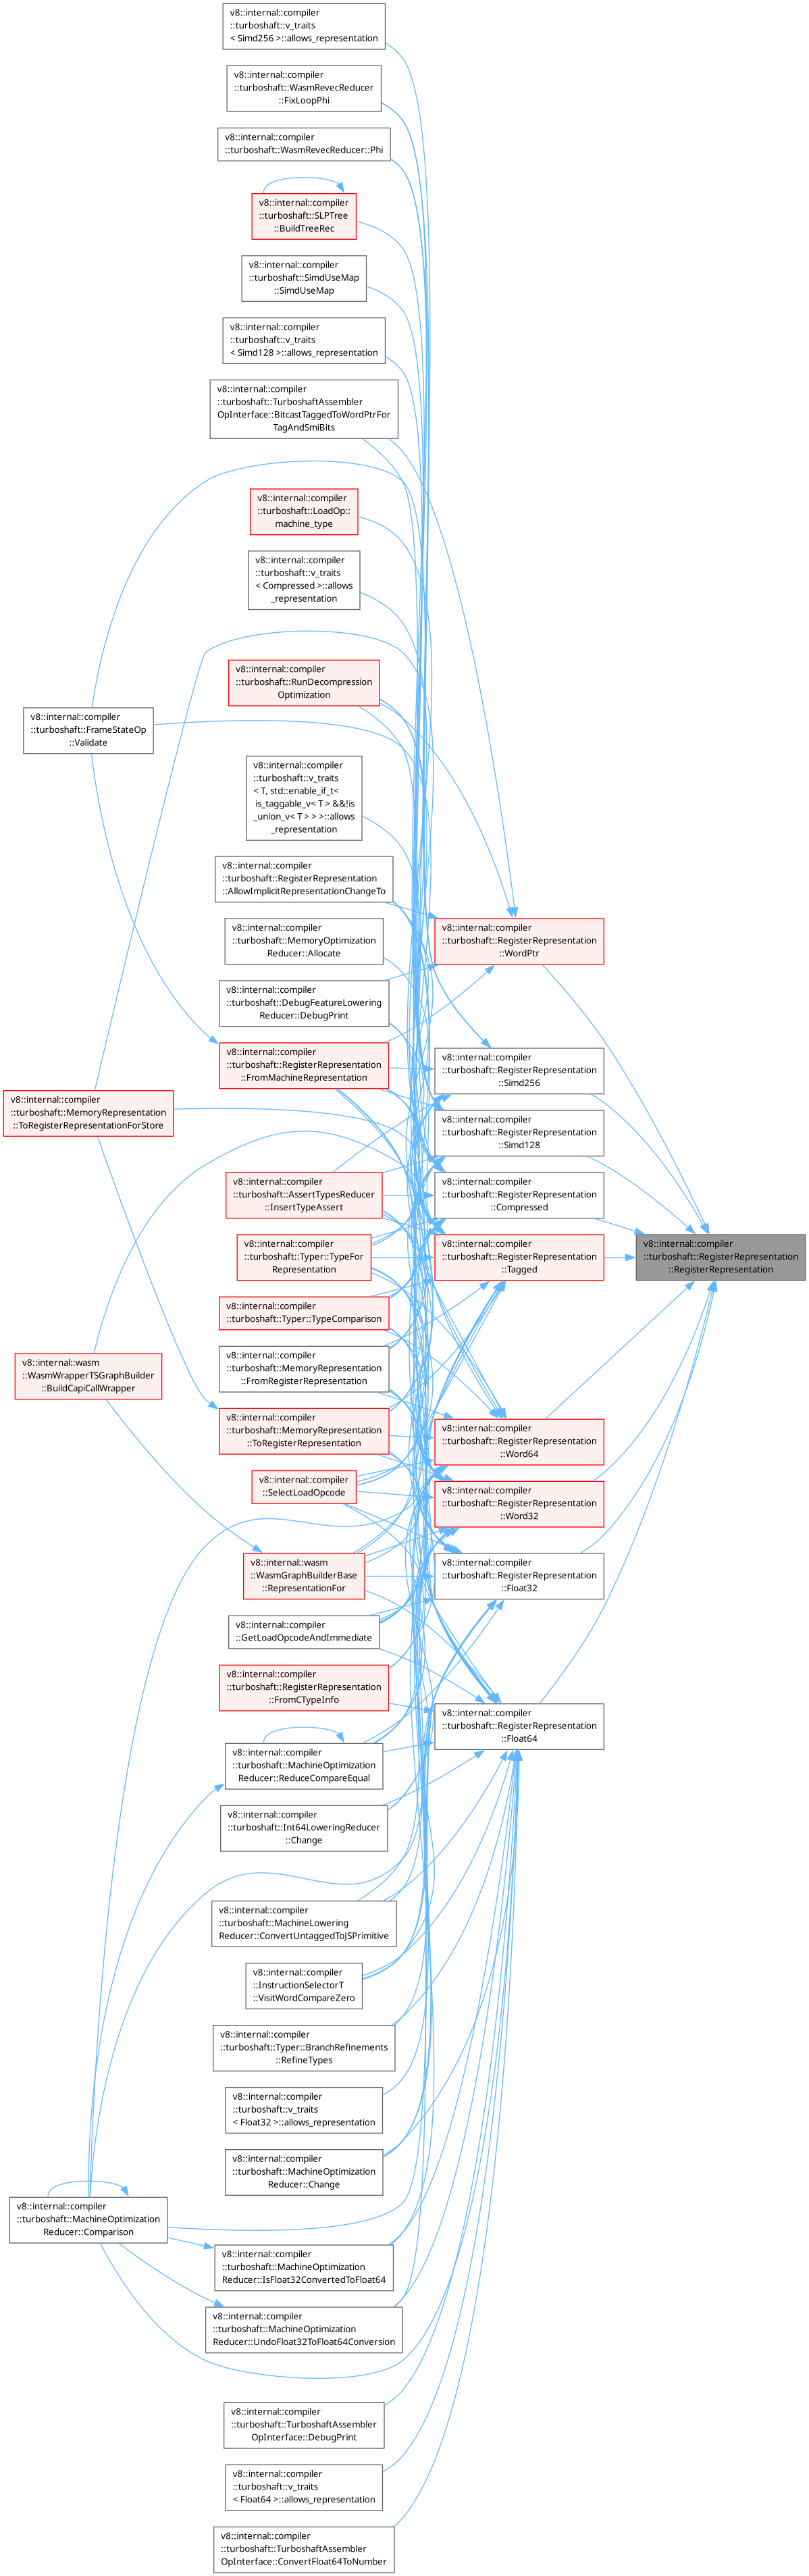 v8::internal::compiler
::turboshaft::v_traits
< Simd256 >::allows_representation
v8::internal::compiler
::turboshaft::WasmRevecReducer
::FixLoopPhi
v8::internal::compiler
::turboshaft::WasmRevecReducer::Phi
v8::internal::compiler
::turboshaft::SLPTree
::BuildTreeRec
v8::internal::compiler
::turboshaft::SimdUseMap
::SimdUseMap
v8::internal::compiler
::turboshaft::v_traits
< Simd128 >::allows_representation
v8::internal::compiler
::turboshaft::TurboshaftAssembler
OpInterface::BitcastTaggedToWordPtrFor
TagAndSmiBits
v8::internal::compiler
::turboshaft::LoadOp::
machine_type
v8::internal::compiler
::turboshaft::v_traits
< Compressed >::allows
_representation
v8::internal::compiler
::turboshaft::RunDecompression
Optimization
v8::internal::compiler
::turboshaft::FrameStateOp
::Validate
v8::internal::compiler
::turboshaft::v_traits
< T, std::enable_if_t<
is_taggable_v< T > &&!is
_union_v< T > > >::allows
_representation
v8::internal::compiler
::turboshaft::RegisterRepresentation
::AllowImplicitRepresentationChangeTo
v8::internal::compiler
::turboshaft::MemoryOptimization
Reducer::Allocate
v8::internal::compiler
::turboshaft::RegisterRepresentation
::WordPtr
v8::internal::compiler
::turboshaft::DebugFeatureLowering
Reducer::DebugPrint
v8::internal::compiler
::turboshaft::RegisterRepresentation
::FromMachineRepresentation
v8::internal::compiler
::turboshaft::RegisterRepresentation
::Simd256
v8::internal::compiler
::turboshaft::MemoryRepresentation
::ToRegisterRepresentationForStore
v8::internal::compiler
::turboshaft::RegisterRepresentation
::Simd128
v8::internal::compiler
::turboshaft::AssertTypesReducer
::InsertTypeAssert
v8::internal::compiler
::turboshaft::RegisterRepresentation
::Compressed
v8::internal::compiler
::turboshaft::Typer::TypeFor
Representation
v8::internal::compiler
::turboshaft::RegisterRepresentation
::Tagged
v8::internal::compiler
::turboshaft::RegisterRepresentation
::RegisterRepresentation
v8::internal::compiler
::turboshaft::Typer::TypeComparison
v8::internal::compiler
::turboshaft::MemoryRepresentation
::FromRegisterRepresentation
v8::internal::wasm
::WasmWrapperTSGraphBuilder
::BuildCapiCallWrapper
v8::internal::compiler
::turboshaft::MemoryRepresentation
::ToRegisterRepresentation
v8::internal::compiler
::turboshaft::RegisterRepresentation
::Word64
v8::internal::compiler
::SelectLoadOpcode
v8::internal::compiler
::turboshaft::RegisterRepresentation
::Word32
v8::internal::wasm
::WasmGraphBuilderBase
::RepresentationFor
v8::internal::compiler
::turboshaft::RegisterRepresentation
::Float32
v8::internal::compiler
::GetLoadOpcodeAndImmediate
v8::internal::compiler
::turboshaft::RegisterRepresentation
::FromCTypeInfo
v8::internal::compiler
::turboshaft::RegisterRepresentation
::Float64
v8::internal::compiler
::turboshaft::MachineOptimization
Reducer::ReduceCompareEqual
v8::internal::compiler
::turboshaft::Int64LoweringReducer
::Change
v8::internal::compiler
::turboshaft::MachineLowering
Reducer::ConvertUntaggedToJSPrimitive
v8::internal::compiler
::InstructionSelectorT
::VisitWordCompareZero
v8::internal::compiler
::turboshaft::Typer::BranchRefinements
::RefineTypes
v8::internal::compiler
::turboshaft::v_traits
< Float32 >::allows_representation
v8::internal::compiler
::turboshaft::MachineOptimization
Reducer::Change
v8::internal::compiler
::turboshaft::MachineOptimization
Reducer::Comparison
v8::internal::compiler
::turboshaft::MachineOptimization
Reducer::IsFloat32ConvertedToFloat64
v8::internal::compiler
::turboshaft::MachineOptimization
Reducer::UndoFloat32ToFloat64Conversion
v8::internal::compiler
::turboshaft::TurboshaftAssembler
OpInterface::DebugPrint
v8::internal::compiler
::turboshaft::v_traits
< Float64 >::allows_representation
v8::internal::compiler
::turboshaft::TurboshaftAssembler
OpInterface::ConvertFloat64ToNumber